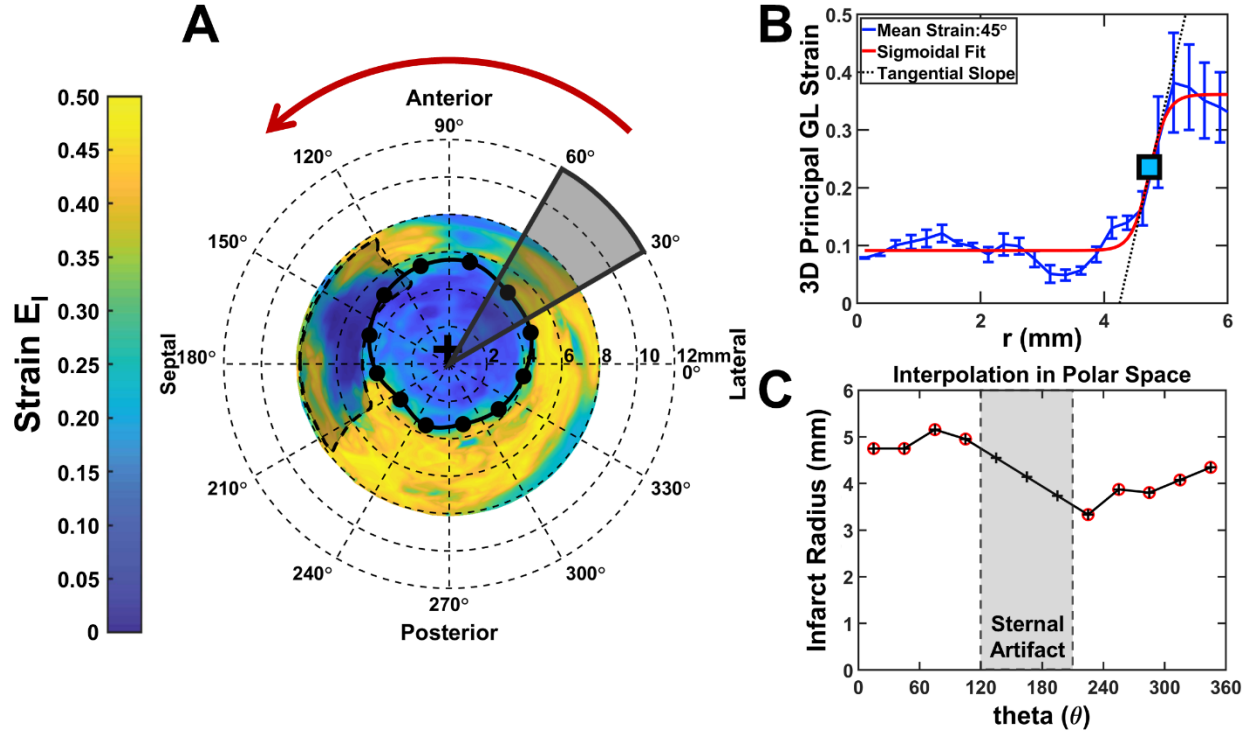 A
Strain E_I
0.50
0.45
0.40
0.35
0.30
0.25
0.20
0.15
0.10
0.05
0
Anterior
90°
120°
60°
150°
30°
Septal
180°
2
4
6
8
10
12mm
0°
Lateral
210°
330°
240°
300°
270°
Posterior
B
3D Principal GL Strain
0.5
0.4
0.3
0.2
0.1
0
Mean Strain:45°
Sigmoidal Fit
Tangential Slope
0
2
4
6
r (mm)
C
Interpolation in Polar Space
Infarct Radius (mm)
6
5
4
3
2
1
0
Sternal
Artifact
0
60
120
180
240
300
360
theta (θ)